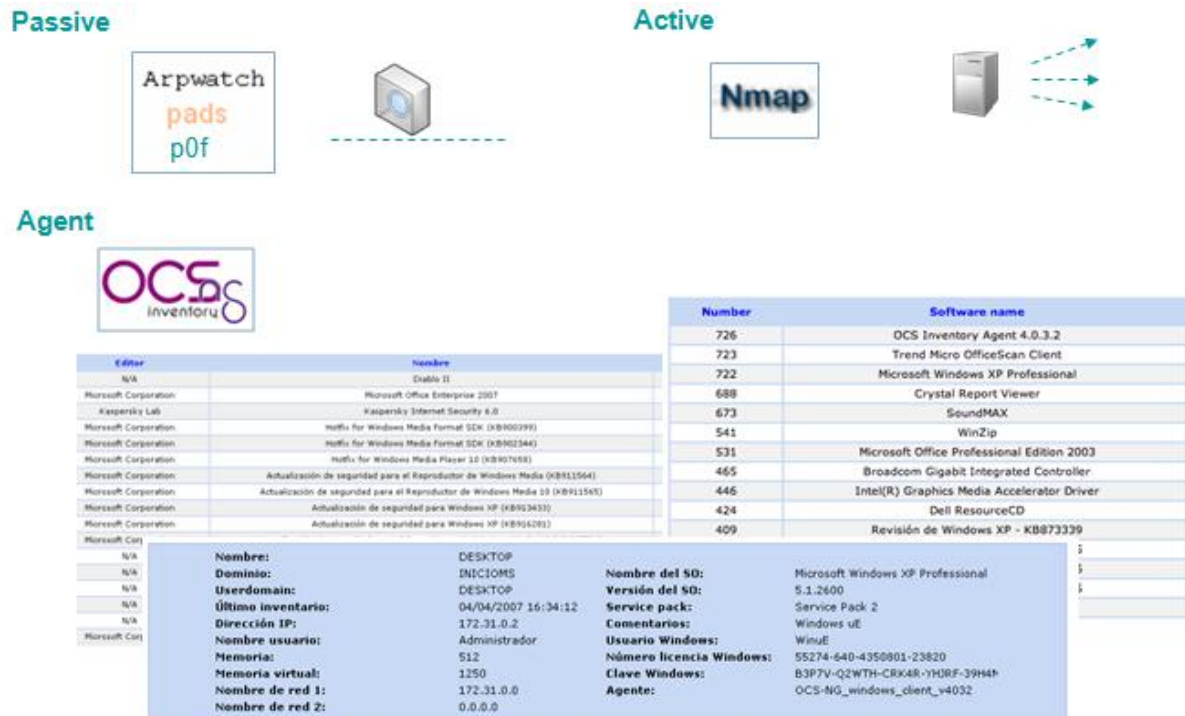 Passive
Arpwatch
pads
p0f
Active
Nmap
Agent
OCS
inventory
NG
Editor Nombre
N/A Diablo II
Microsoft Corporation Microsoft Office Enterprise 2007
Kaspersky Lab Kaspersky Internet Security 6.0
Microsoft Corporation Hotfix for Windows Media Format SDK (KB900399)
Microsoft Corporation Hotfix for Windows Media Format SDK (KB902344)
Microsoft Corporation Hotfix for Windows Media Player 10 (KB907658)
Microsoft Corporation Actualización de seguridad para el Reproductor de Windows Media (KB911564)
Microsoft Corporation Actualización de seguridad para el Reproductor de Windows Media 10 (KB911565)
Microsoft Corporation Actualización de seguridad para Windows XP (KB913433)
Microsoft Corporation Actualización de seguridad para Windows XP (KB916281)
Microsoft
N/A
N/A
N/A
N/A
N/A
Microsoft
Number Software name
726 OCS Inventory Agent 4.0.3.2
723 Trend Micro OfficeScan Client
722 Microsoft Windows XP Professional
688 Crystal Report Viewer
673 SoundMAX
541 WinZip
531 Microsoft Office Professional Edition 2003
465 Broadcom Gigabit Integrated Controller
446 Intel(R) Graphics Media Accelerator Driver
424 Dell ResourceCD
409 Revisión de Windows XP - KB873339
Nombre: DESKTOP
Dominio: INICIOMS Nombre del SO: Microsoft Windows XP Professional
Userdomain: DESKTOP Versión del SO: 5.1.2600
Último inventario: 04/04/2007 16:34:12 Service pack: Service Pack 2
Dirección IP: 172.31.0.2 Comentarios: Windows uE
Nombre usuario: Administrador Usuario Windows: WinuE
Memoria: 512 Número licencia Windows: 55274-640-4350801-23820
Memoria virtual: 1250 Clave Windows: B3P7V-Q2WTH-CRK4R-YHJRF-39H4
Nombre de red 1: 172.31.0.0 Agente: OCS-NG_windows_client_v4032
Nombre de red 2: 0.0.0.0